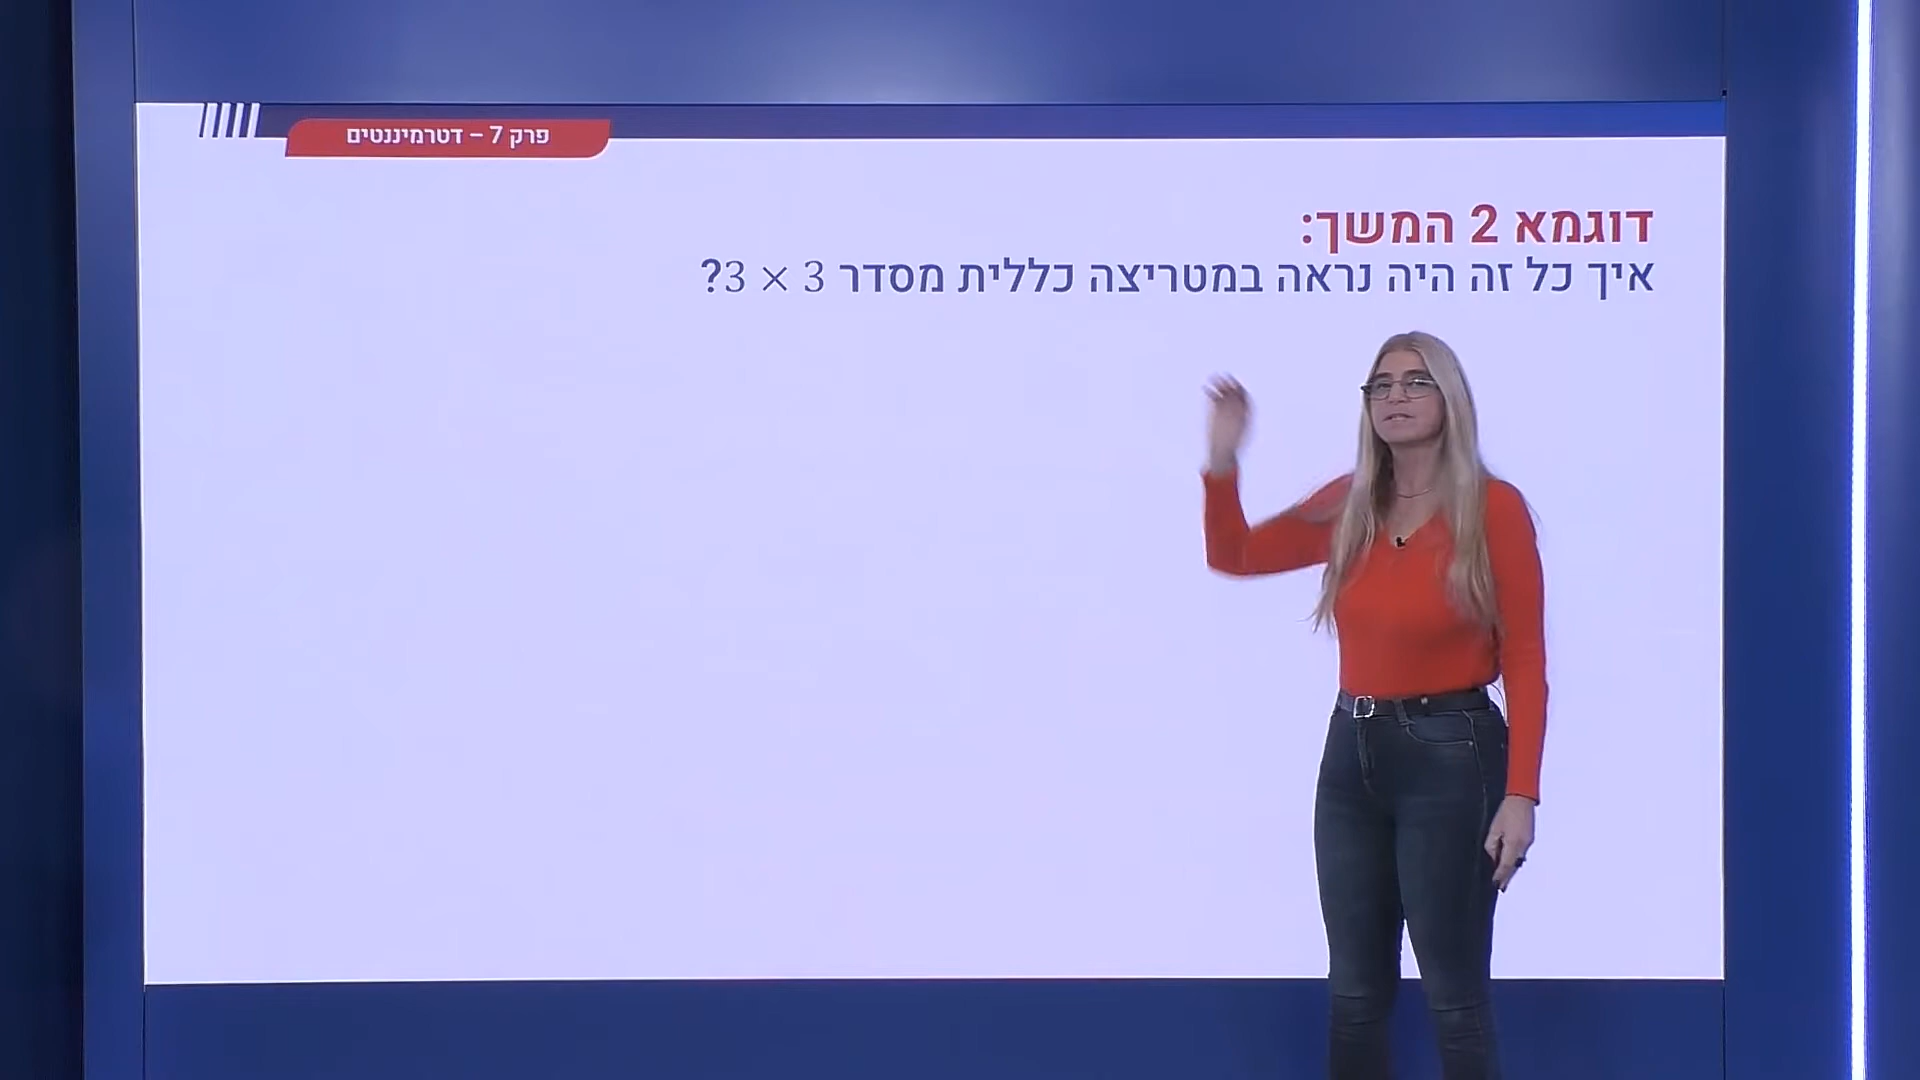 פרק 7 – דטרמיננטים
דוגמא 2 המשך:
איך כל זה היה נראה במטריצה כללית מסדר 3 × 3?